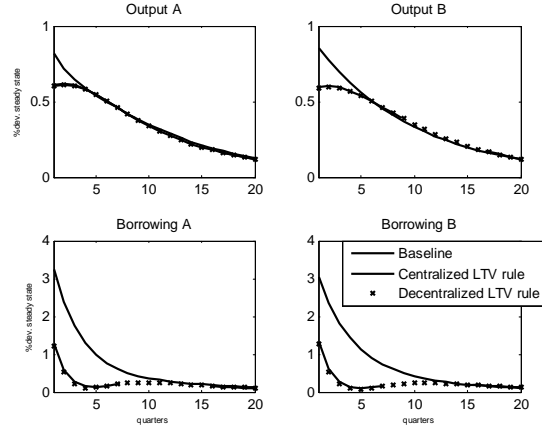 Output A
Output B
%dev. steady state
1
0.5
0
5
10
15
20
1
0.5
0
5
10
15
20
Borrowing A
Borrowing B
%dev. steady state
4
3
2
1
0
5
10
15
20
quarters
4
3
2
1
0
5
10
15
20
quarters
Baseline
Centralized LTV rule
Decentralized LTV rule